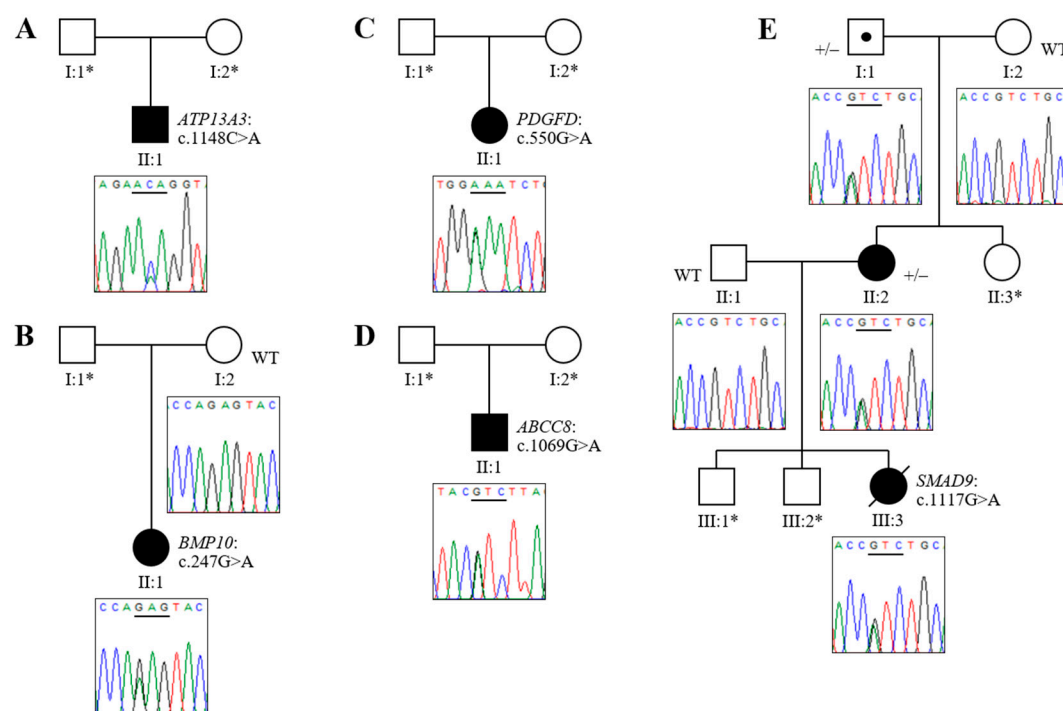 A
I:1*
I:2*
ATP13A3:
c.1148C>A
II:1
AGAACAGGT
B
I:1*
WT
I:2
CCAGAGTAC
BMP10:
c.247G>A
II:1
CCAGAGTAC
C
I:1*
I:2*
PDGFD:
c.550G>A
II:1
TGGAAATCT
D
I:1*
I:2*
ABCC8:
c.1069G>A
II:1
TACGTCTTA
E
+/–
I:1
WT
I:2
ACCGTCTGC
ACCGTCTGC
WT
II:1
II:2
+/–
II:3*
ACCGTCTGC
ACCGTCTGC
III:1*
III:2*
III:3
SMAD9:
c.1117G>A
ACCGTCTGC